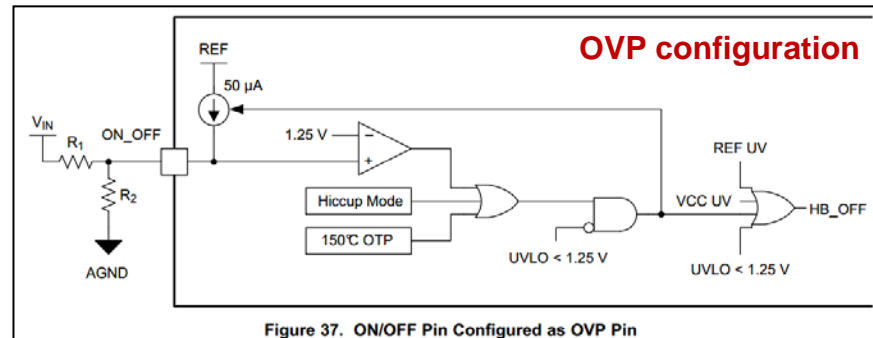 OVP configuration
REF
50 µA
VIN
R1
ON_OFF
1.25 V
−
+
R2
REF UV
Hiccup Mode
VCC UV
HB_OFF
150℃ OTP
UVLO < 1.25 V
UVLO < 1.25 V
AGND
Figure 37. ON/OFF Pin Configured as OVP Pin